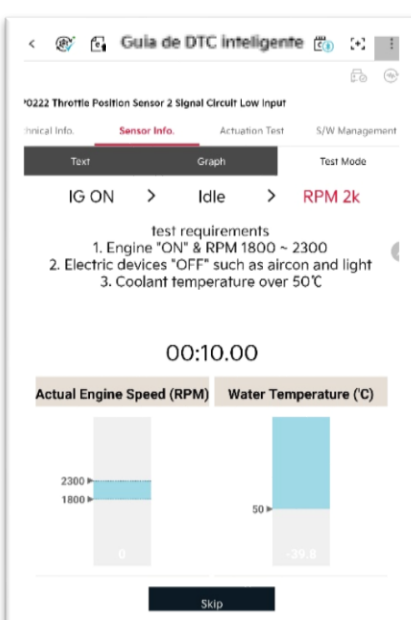 Guia de DTC inteligente
P0222 Throttle Position Sensor 2 Signal Circuit Low Input
hnical Info. Sensor Info. Actuation Test S/W Management
Text Graph Test Mode
IG ON > Idle > RPM 2k
test requirements
1. Engine "ON" & RPM 1800 ~ 2300
2. Electric devices "OFF" such as aircon and light
3. Coolant temperature over 50℃
00:10.00
Actual Engine Speed (RPM) Water Temperature (℃)
2300
1800
50
0 -39.8
Skip